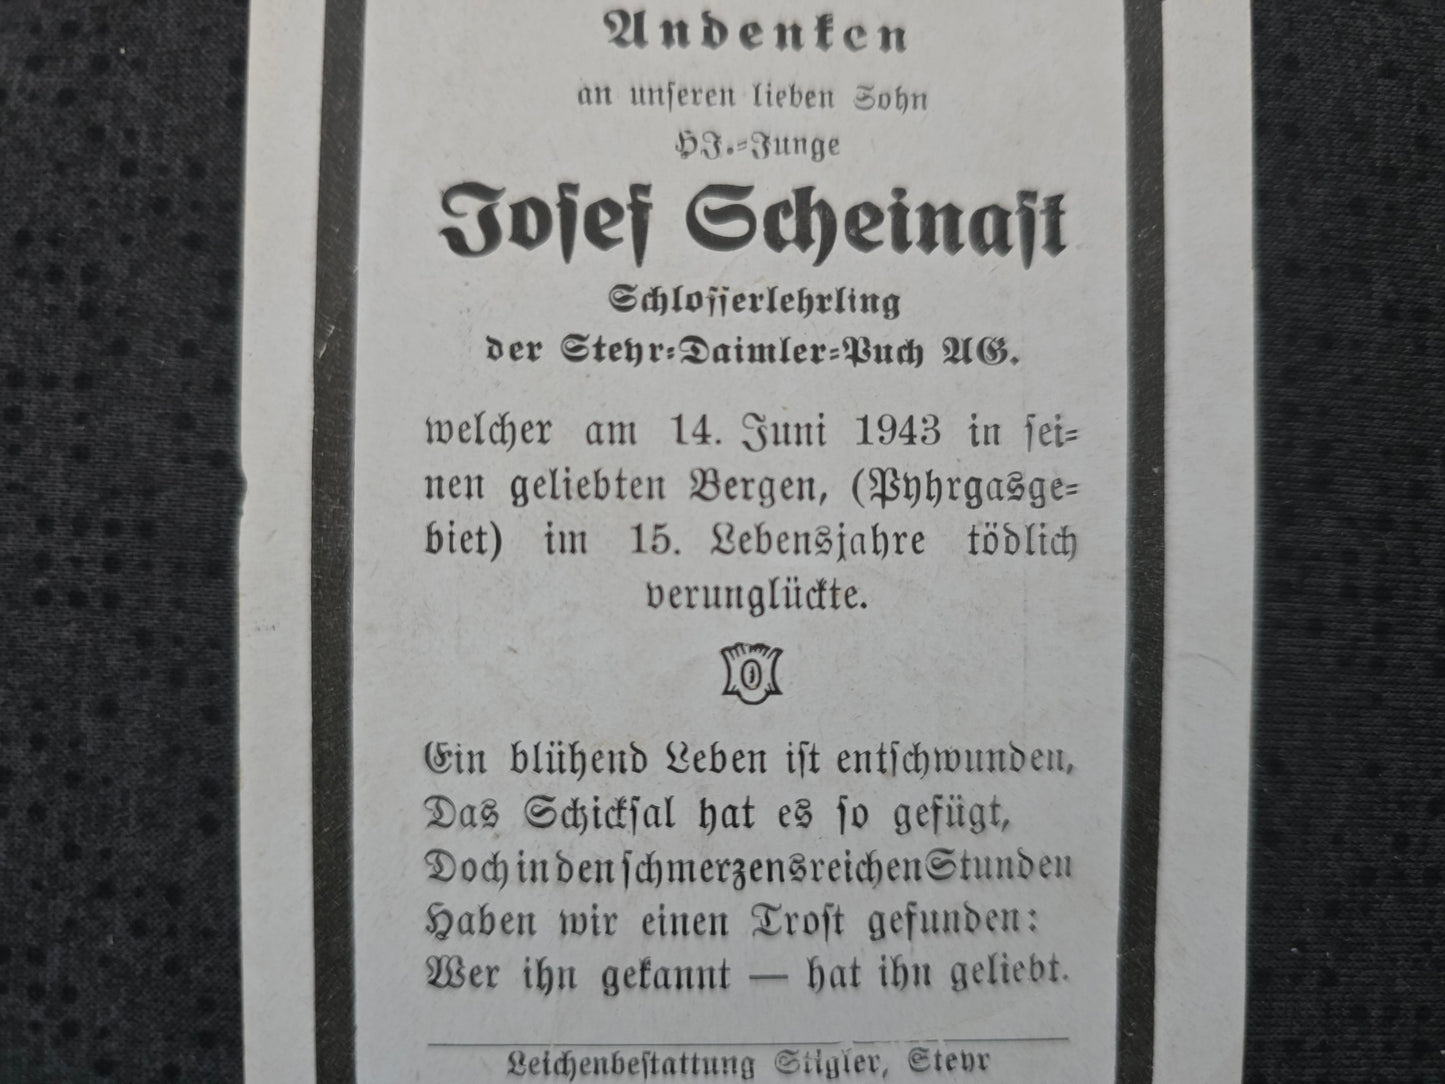 Andenken
an unseren lieben Sohn
HJ.-Junge
Josef Scheinast
Schlosserlehrling
der Steyr-Daimler-Puch AG.
welcher am 14. Juni 1943 in sei-
nen geliebten Bergen, (Pyhrgasge-
biet) im 15. Lebensjahre tödlich
verunglückte.
Ein blühend Leben ist entschwunden,
Das Schicksal hat es so gefügt,
Doch in den schmerzensreichen Stunden
Haben wir einen Trost gefunden:
Wer ihn gekannt — hat ihn geliebt.
Leichenbestattung Stigler, Steyr